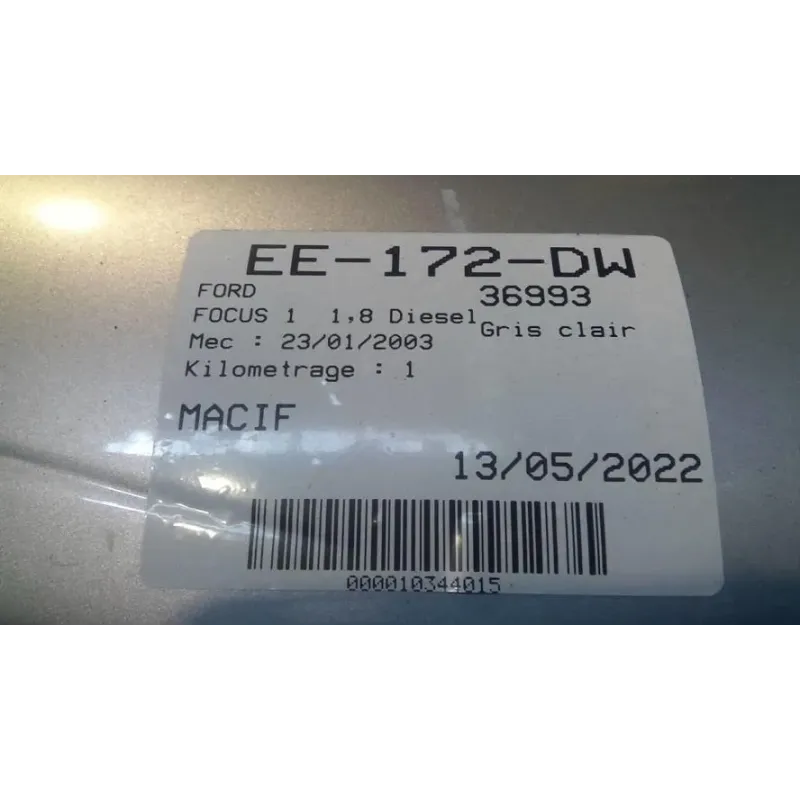 EE-172-DW
FORD 36993
FOCUS 1 1,8 Diesel Gris clair
Mec : 23/01/2003
Kilometrage : 1
MACIF
13/05/2022
000010344015